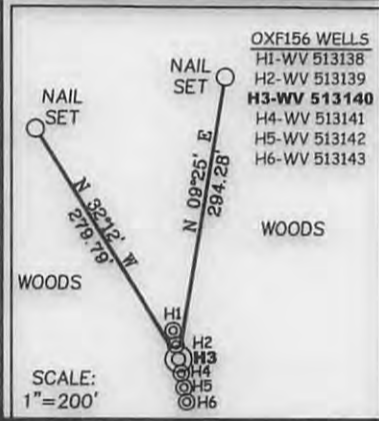 OXF156 WELLS
H1-WV 513138
H2-WV 513139
H3-WV 513140
H4-WV 513141
H5-WV 513142
H6-WV 513143
NAIL
SET
NAIL
SET
N 09°25' E
294.28'
N 32°12' W
279.79'
WOODS
WOODS
H1
H2
H3
H4
H5
H6
SCALE:
1"=200'